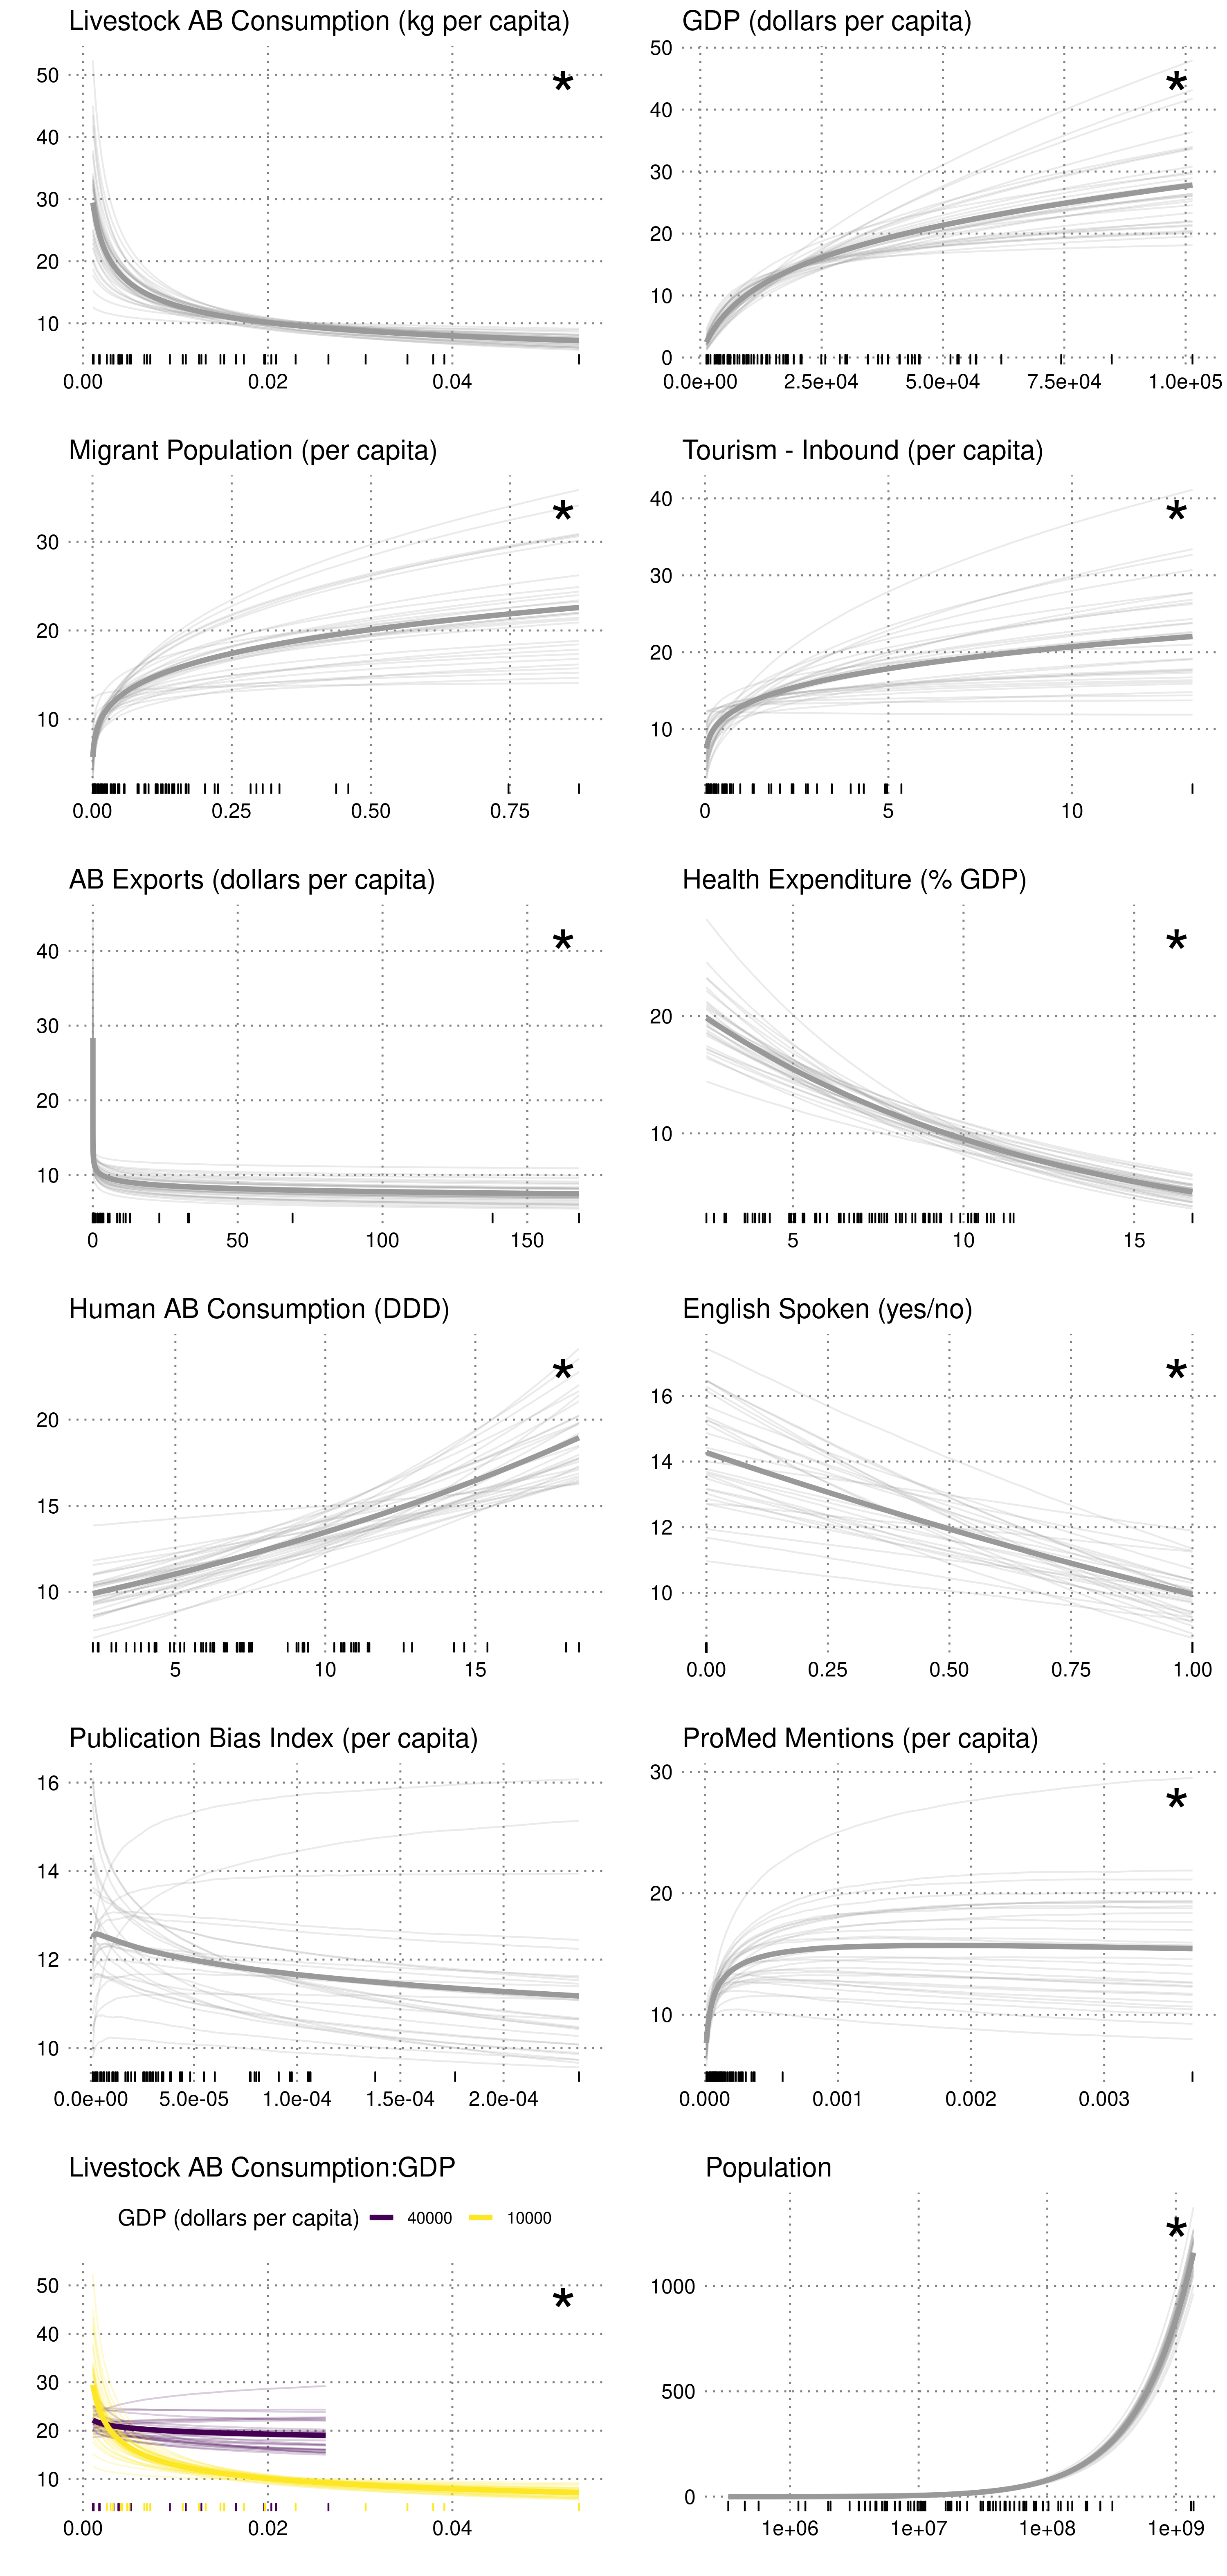 Livestock AB Consumption (kg per capita)
50
40
30
20
10
0.00 0.02 0.04
GDP (dollars per capita)
50
40
30
20
10
0
0.0e+00 2.5e+04 5.0e+04 7.5e+04 1.0e+05
*
*
Migrant Population (per capita)
30
20
10
0.00 0.25 0.50 0.75
*
Tourism - Inbound (per capita)
40
30
20
10
0 5 10
*
AB Exports (dollars per capita)
40
30
20
10
0 50 100 150
*
Health Expenditure (% GDP)
20
10
5 10 15
*
Human AB Consumption (DDD)
20
15
10
5 10 15
*
English Spoken (yes/no)
16
14
12
10
0.00 0.25 0.50 0.75 1.00
*
Publication Bias Index (per capita)
16
14
12
10
0.0e+00 5.0e-05 1.0e-04 1.5e-04 2.0e-04
ProMed Mentions (per capita)
30
20
10
0.000 0.001 0.002 0.003
*
Livestock AB Consumption:GDP
GDP (dollars per capita) 40000 10000
50
40
30
20
10
0.00 0.02 0.04
*
Population
1000
500
0
1e+06 1e+07 1e+08 1e+09
*